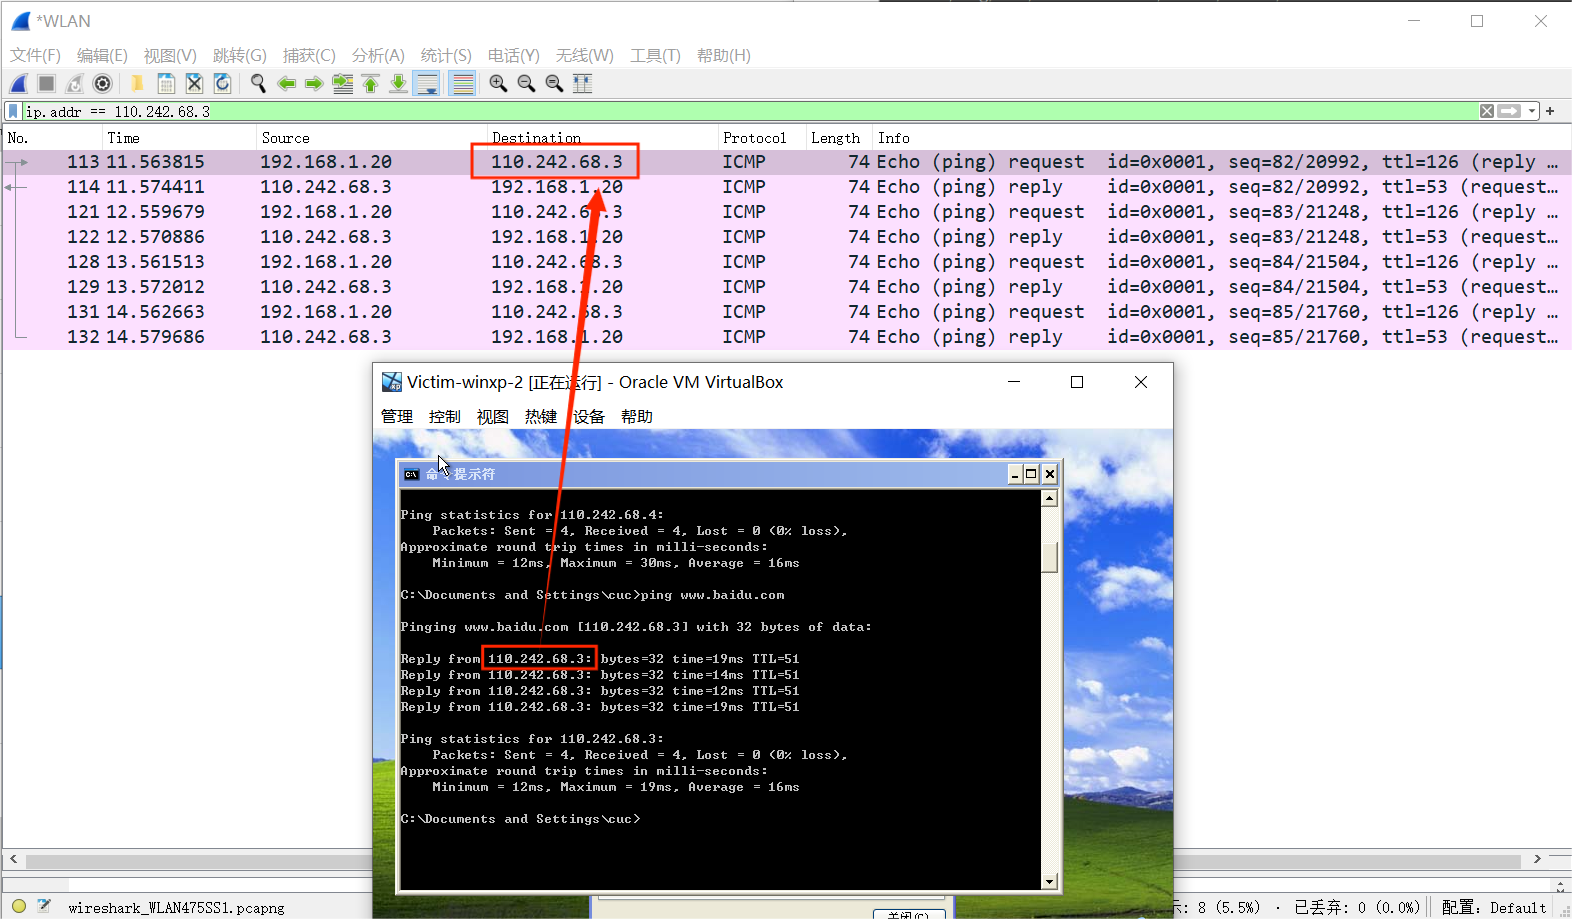 *WLAN
文件(F) 编辑(E) 视图(V) 跳转(G) 捕获(C) 分析(A) 统计(S) 电话(Y) 无线(W) 工具(T) 帮助(H)
ip.addr == 110.242.68.3
No. Time Source Destination Protocol Length Info
113 11.563815 192.168.1.20 110.242.68.3 ICMP 74 Echo (ping) request id=0x0001, seq=82/20992, ttl=126 (reply …
114 11.574411 110.242.68.3 192.168.1.20 ICMP 74 Echo (ping) reply id=0x0001, seq=82/20992, ttl=53 (request…
121 12.559679 192.168.1.20 110.242.68.3 ICMP 74 Echo (ping) request id=0x0001, seq=83/21248, ttl=126 (reply …
122 12.570886 110.242.68.3 192.168.1.20 ICMP 74 Echo (ping) reply id=0x0001, seq=83/21248, ttl=53 (request…
128 13.561513 192.168.1.20 110.242.68.3 ICMP 74 Echo (ping) request id=0x0001, seq=84/21504, ttl=126 (reply …
129 13.572012 110.242.68.3 192.168.1.20 ICMP 74 Echo (ping) reply id=0x0001, seq=84/21504, ttl=53 (request…
131 14.562663 192.168.1.20 110.242.68.3 ICMP 74 Echo (ping) request id=0x0001, seq=85/21760, ttl=126 (reply …
132 14.579686 110.242.68.3 192.168.1.20 ICMP 74 Echo (ping) reply id=0x0001, seq=85/21760, ttl=53 (request…
Victim-winxp-2 [正在运行] - Oracle VM VirtualBox
管理 控制 视图 热键 设备 帮助
命令提示符
Ping statistics for 110.242.68.4:
Packets: Sent = 4, Received = 4, Lost = 0 (0% loss),
Approximate round trip times in milli-seconds:
Minimum = 12ms, Maximum = 30ms, Average = 16ms
C:\Documents and Settings\cuc>ping www.baidu.com
Pinging www.baidu.com [110.242.68.3] with 32 bytes of data:
Reply from 110.242.68.3: bytes=32 time=19ms TTL=51
Reply from 110.242.68.3: bytes=32 time=14ms TTL=51
Reply from 110.242.68.3: bytes=32 time=12ms TTL=51
Reply from 110.242.68.3: bytes=32 time=19ms TTL=51
Ping statistics for 110.242.68.3:
Packets: Sent = 4, Received = 4, Lost = 0 (0% loss),
Approximate round trip times in milli-seconds:
Minimum = 12ms, Maximum = 19ms, Average = 16ms
C:\Documents and Settings\cuc>
关闭(C)
wireshark_WLAN475SS1.pcapng
示: 8 (5.5%) · 已丢弃: 0 (0.0%) 配置: Default